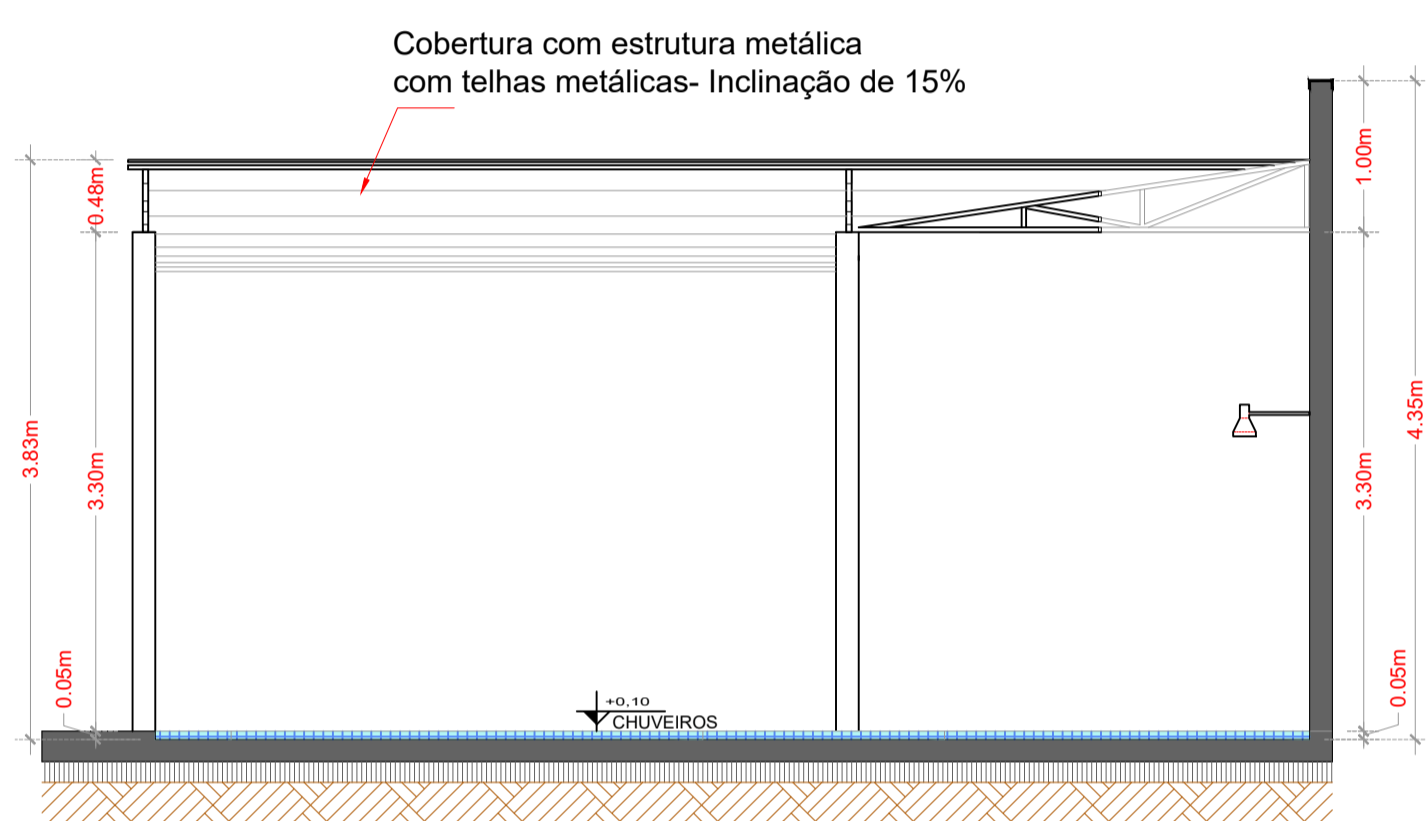 Cobertura com estrutura metálica
com telhas metálicas- Inclinação de 15%
0.48m
1.00m
3.83m
3.30m
4.35m
3.30m
0.05m
0.05m
+0,10
CHUVEIROS